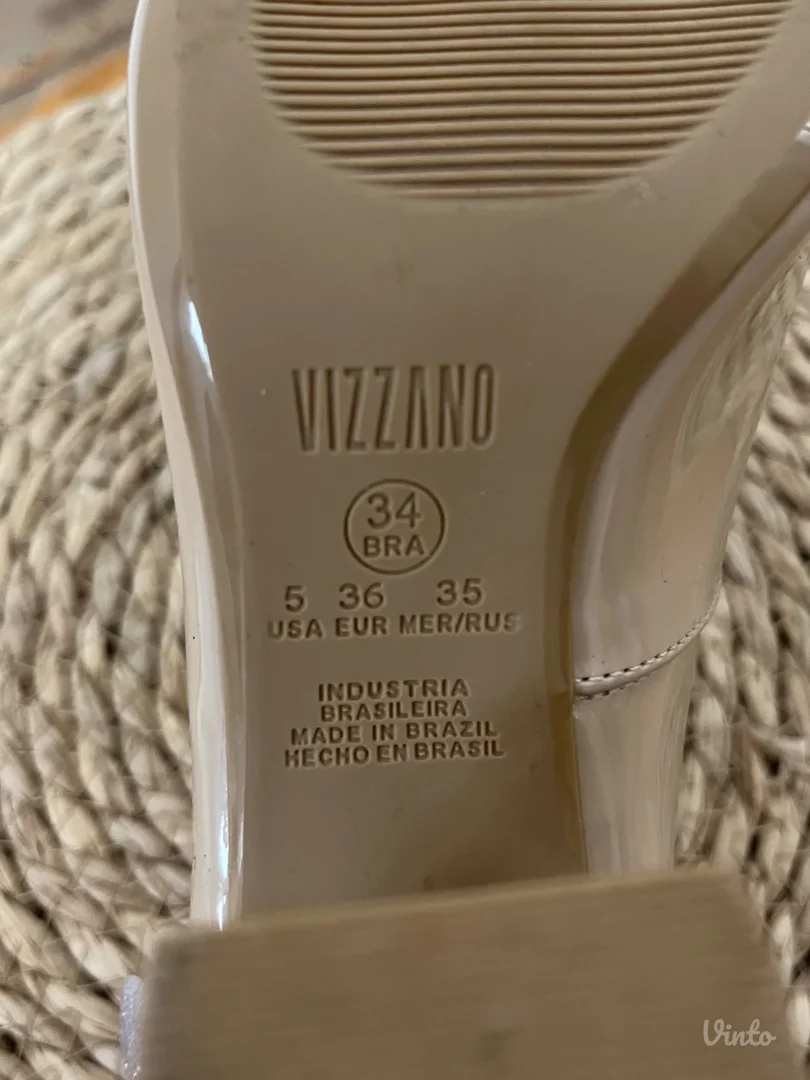 VIZZANO
34
BRA
5 36 35
USA EUR MER/RUS
INDUSTRIA
BRASILEIRA
MADE IN BRAZIL
HECHO EN BRASIL
Vinto